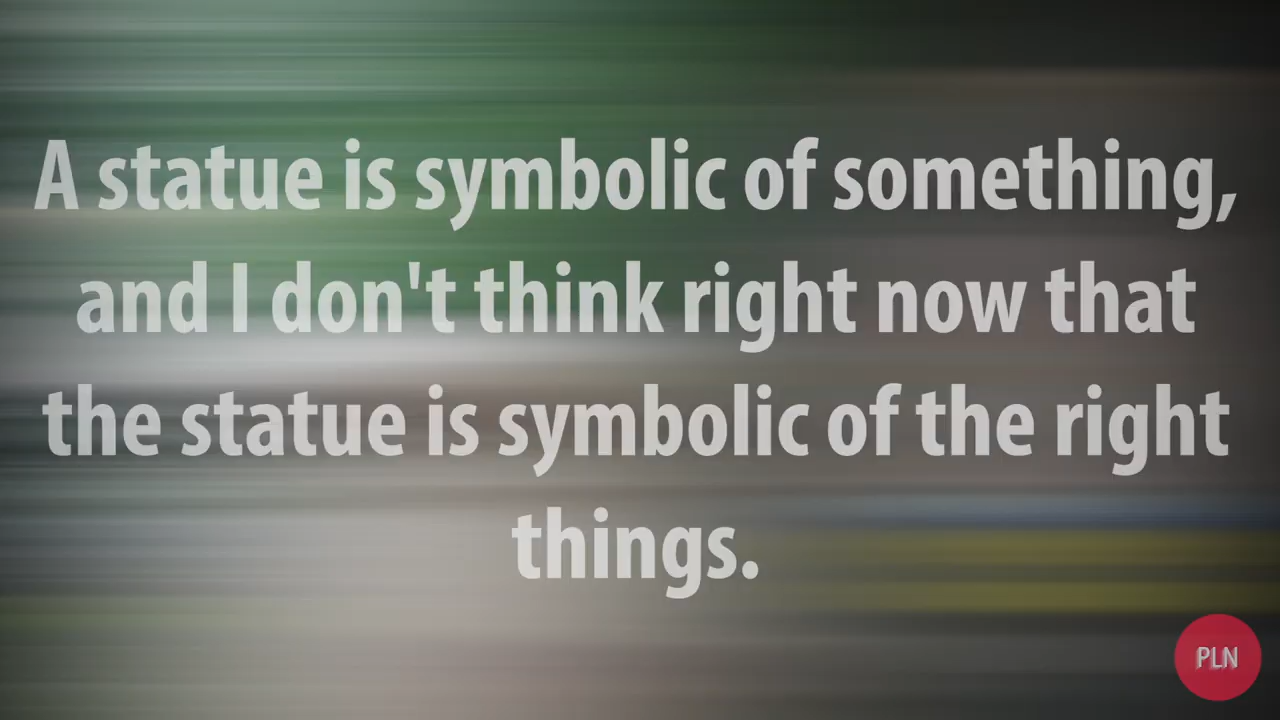 A statue is symbolic of something,
and I don't think right now that
the statue is symbolic of the right
things.
PLN